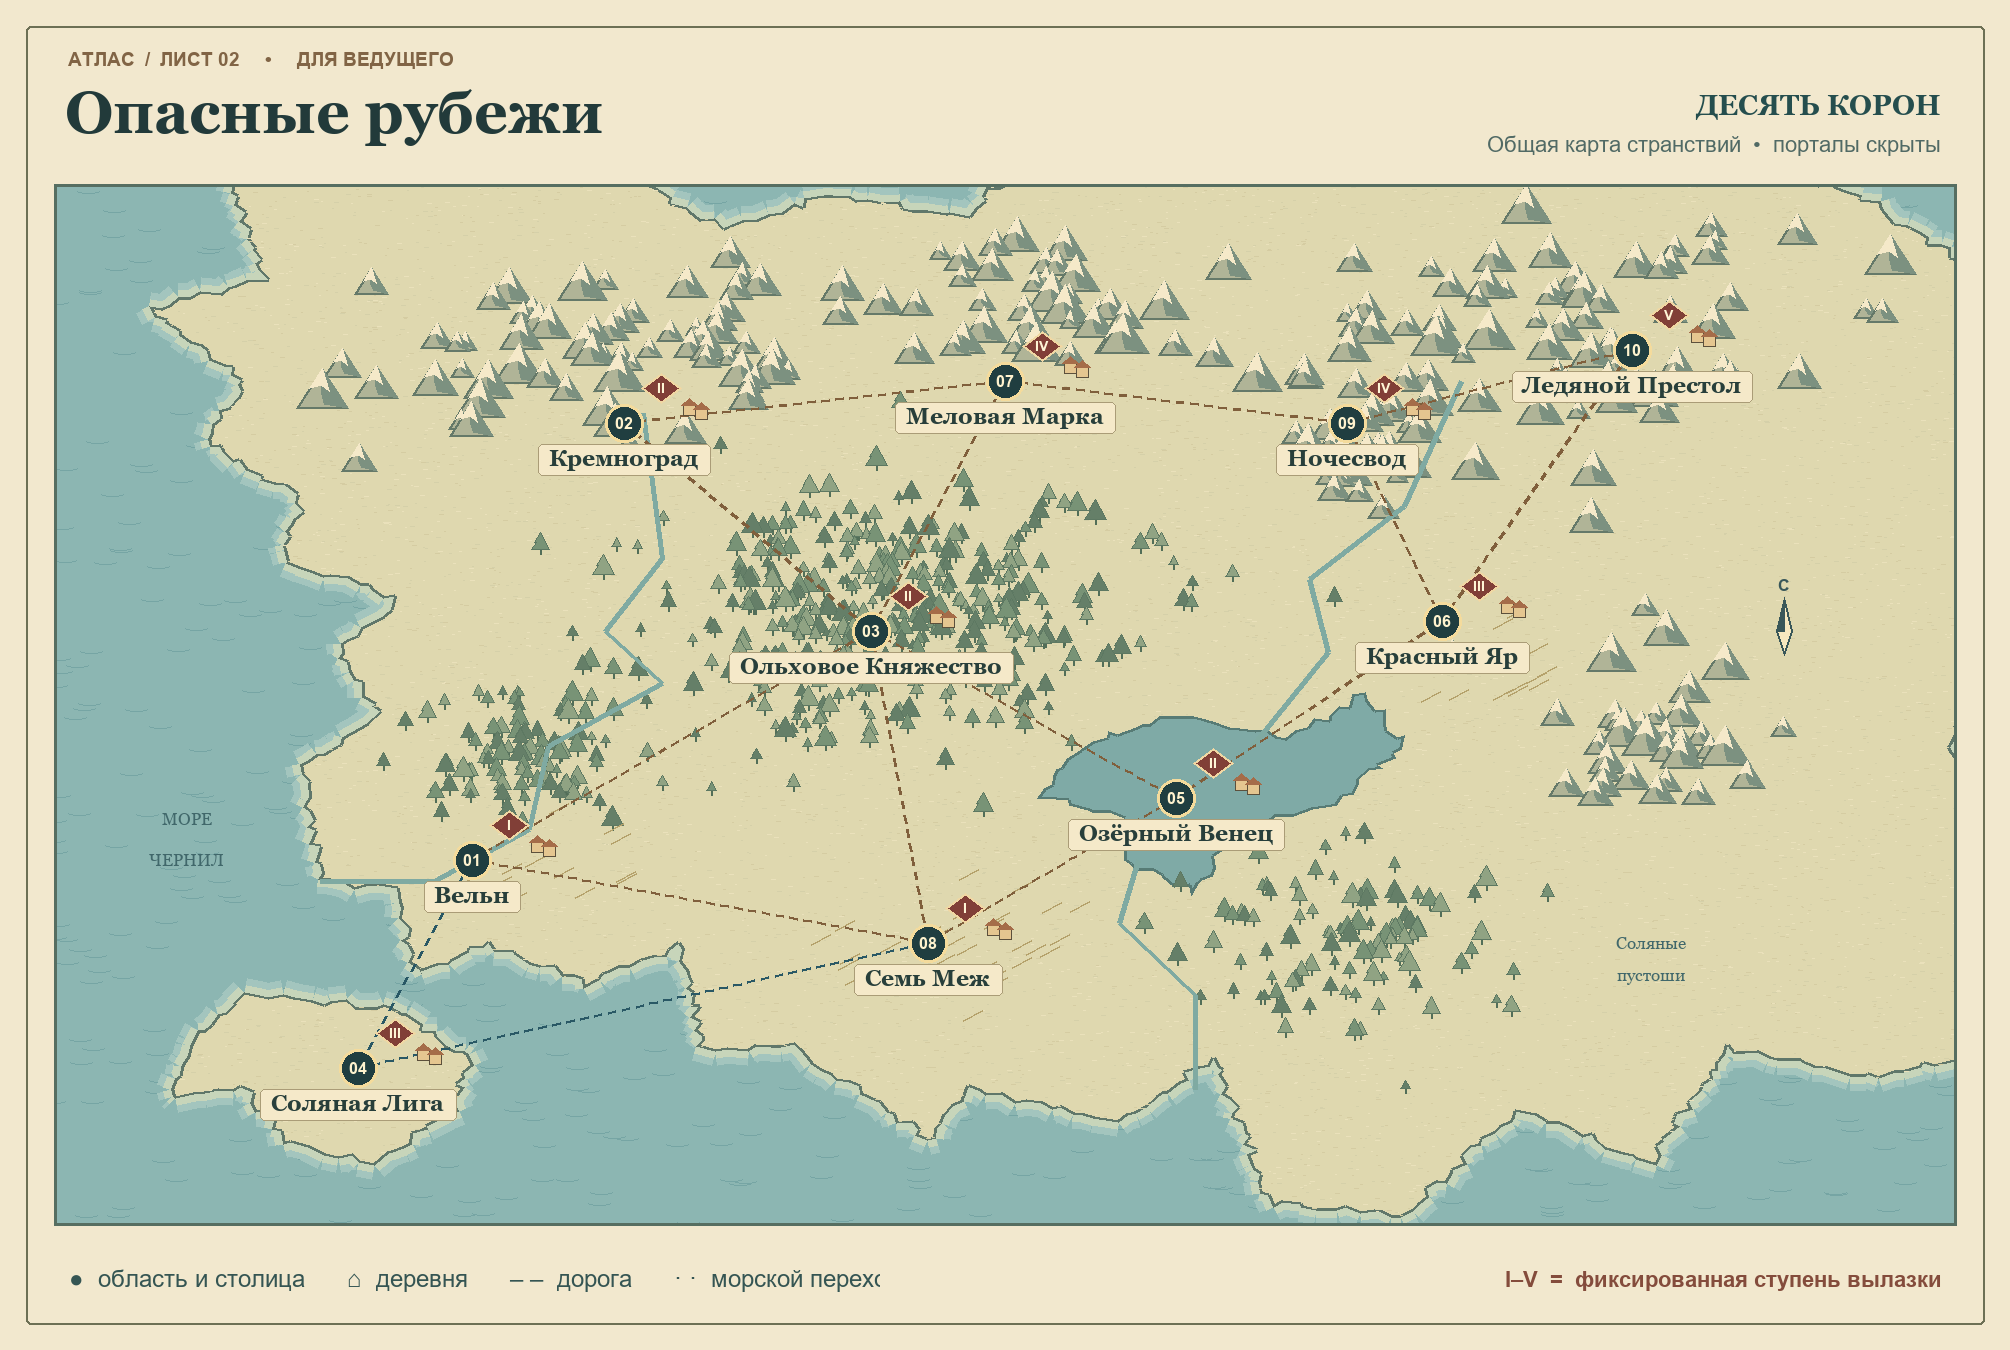 АТЛАС / ЛИСТ 02 • ДЛЯ ВЕДУЩЕГО
Опасные рубежи
ДЕСЯТЬ КОРОН
Общая карта странствий • порталы скрыты
V
10
Ледяной Престол
IV
07
Меловая Марка
II
02
Кремноград
IV
09
Ночесвод
С
II
03
Ольховое Княжество
III
06
Красный Яр
II
05
Озёрный Венец
МОРЕ
ЧЕРНИЛ
I
01
Вельн
I
08
Семь Меж
Соляные
пустоши
III
04
Соляная Лига
● область и столица ⌂ деревня – – дорога · · морской перехо
I–V = фиксированная ступень вылазки